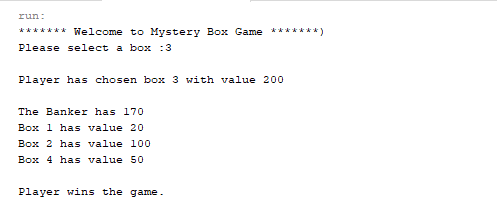 run:
******* Welcome to Mystery Box Game *******)
Please select a box :3
Player has chosen box 3 with value 200
The Banker has 170
Box 1 has value 20
Box 2 has value 100
Box 4 has value 50
Player wins the game.